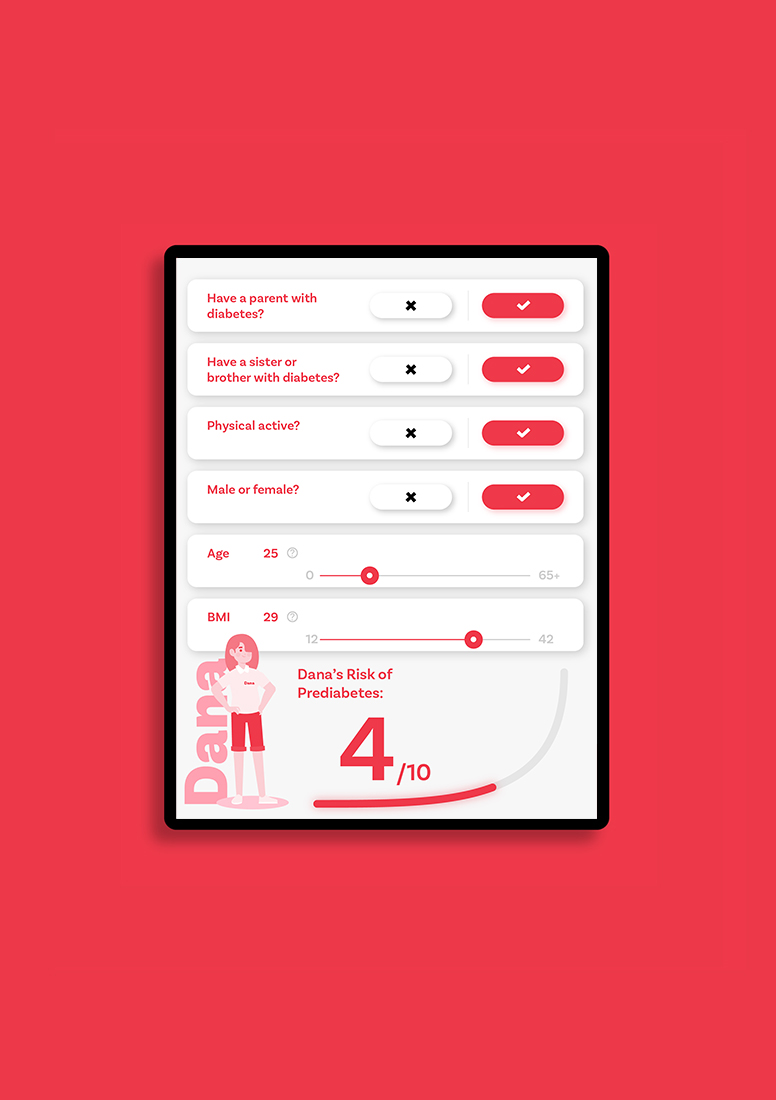 Have a parent with
diabetes?
Have a sister or
brother with diabetes?
Physical active?
Male or female?
Age 25 ?
0 65+
BMI 29 ?
12 42
Dana
Dana
Dana's Risk of
Prediabetes:
4/10